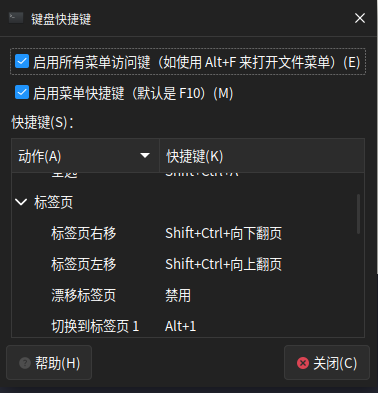 键盘快捷键
启用所有菜单访问键（如使用 Alt+F 来打开文件菜单）(E)
启用菜单快捷键（默认是 F10）(M)
快捷键(S)：
动作(A) 快捷键(K)
全选 Shift+Ctrl+A
标签页
标签页右移 Shift+Ctrl+向下翻页
标签页左移 Shift+Ctrl+向上翻页
漂移标签页 禁用
切换到标签页 1 Alt+1
帮助(H) 关闭(C)